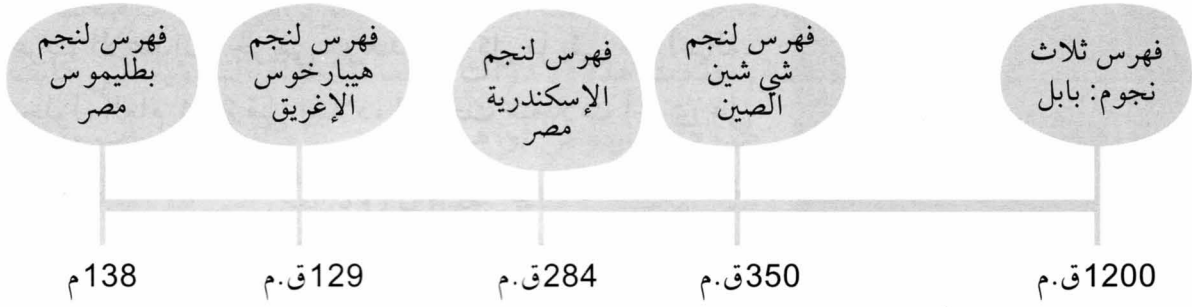 فهرس ثلاث
نجوم: بابل
1200ق.م
فهرس لنجم
شي شين
الصين
350ق.م
فهرس لنجم
الإسكندرية
مصر
284ق.م
فهرس لنجم
هيبارخوس
الإغريق
129ق.م
فهرس لنجم
بطليموس
مصر
138م